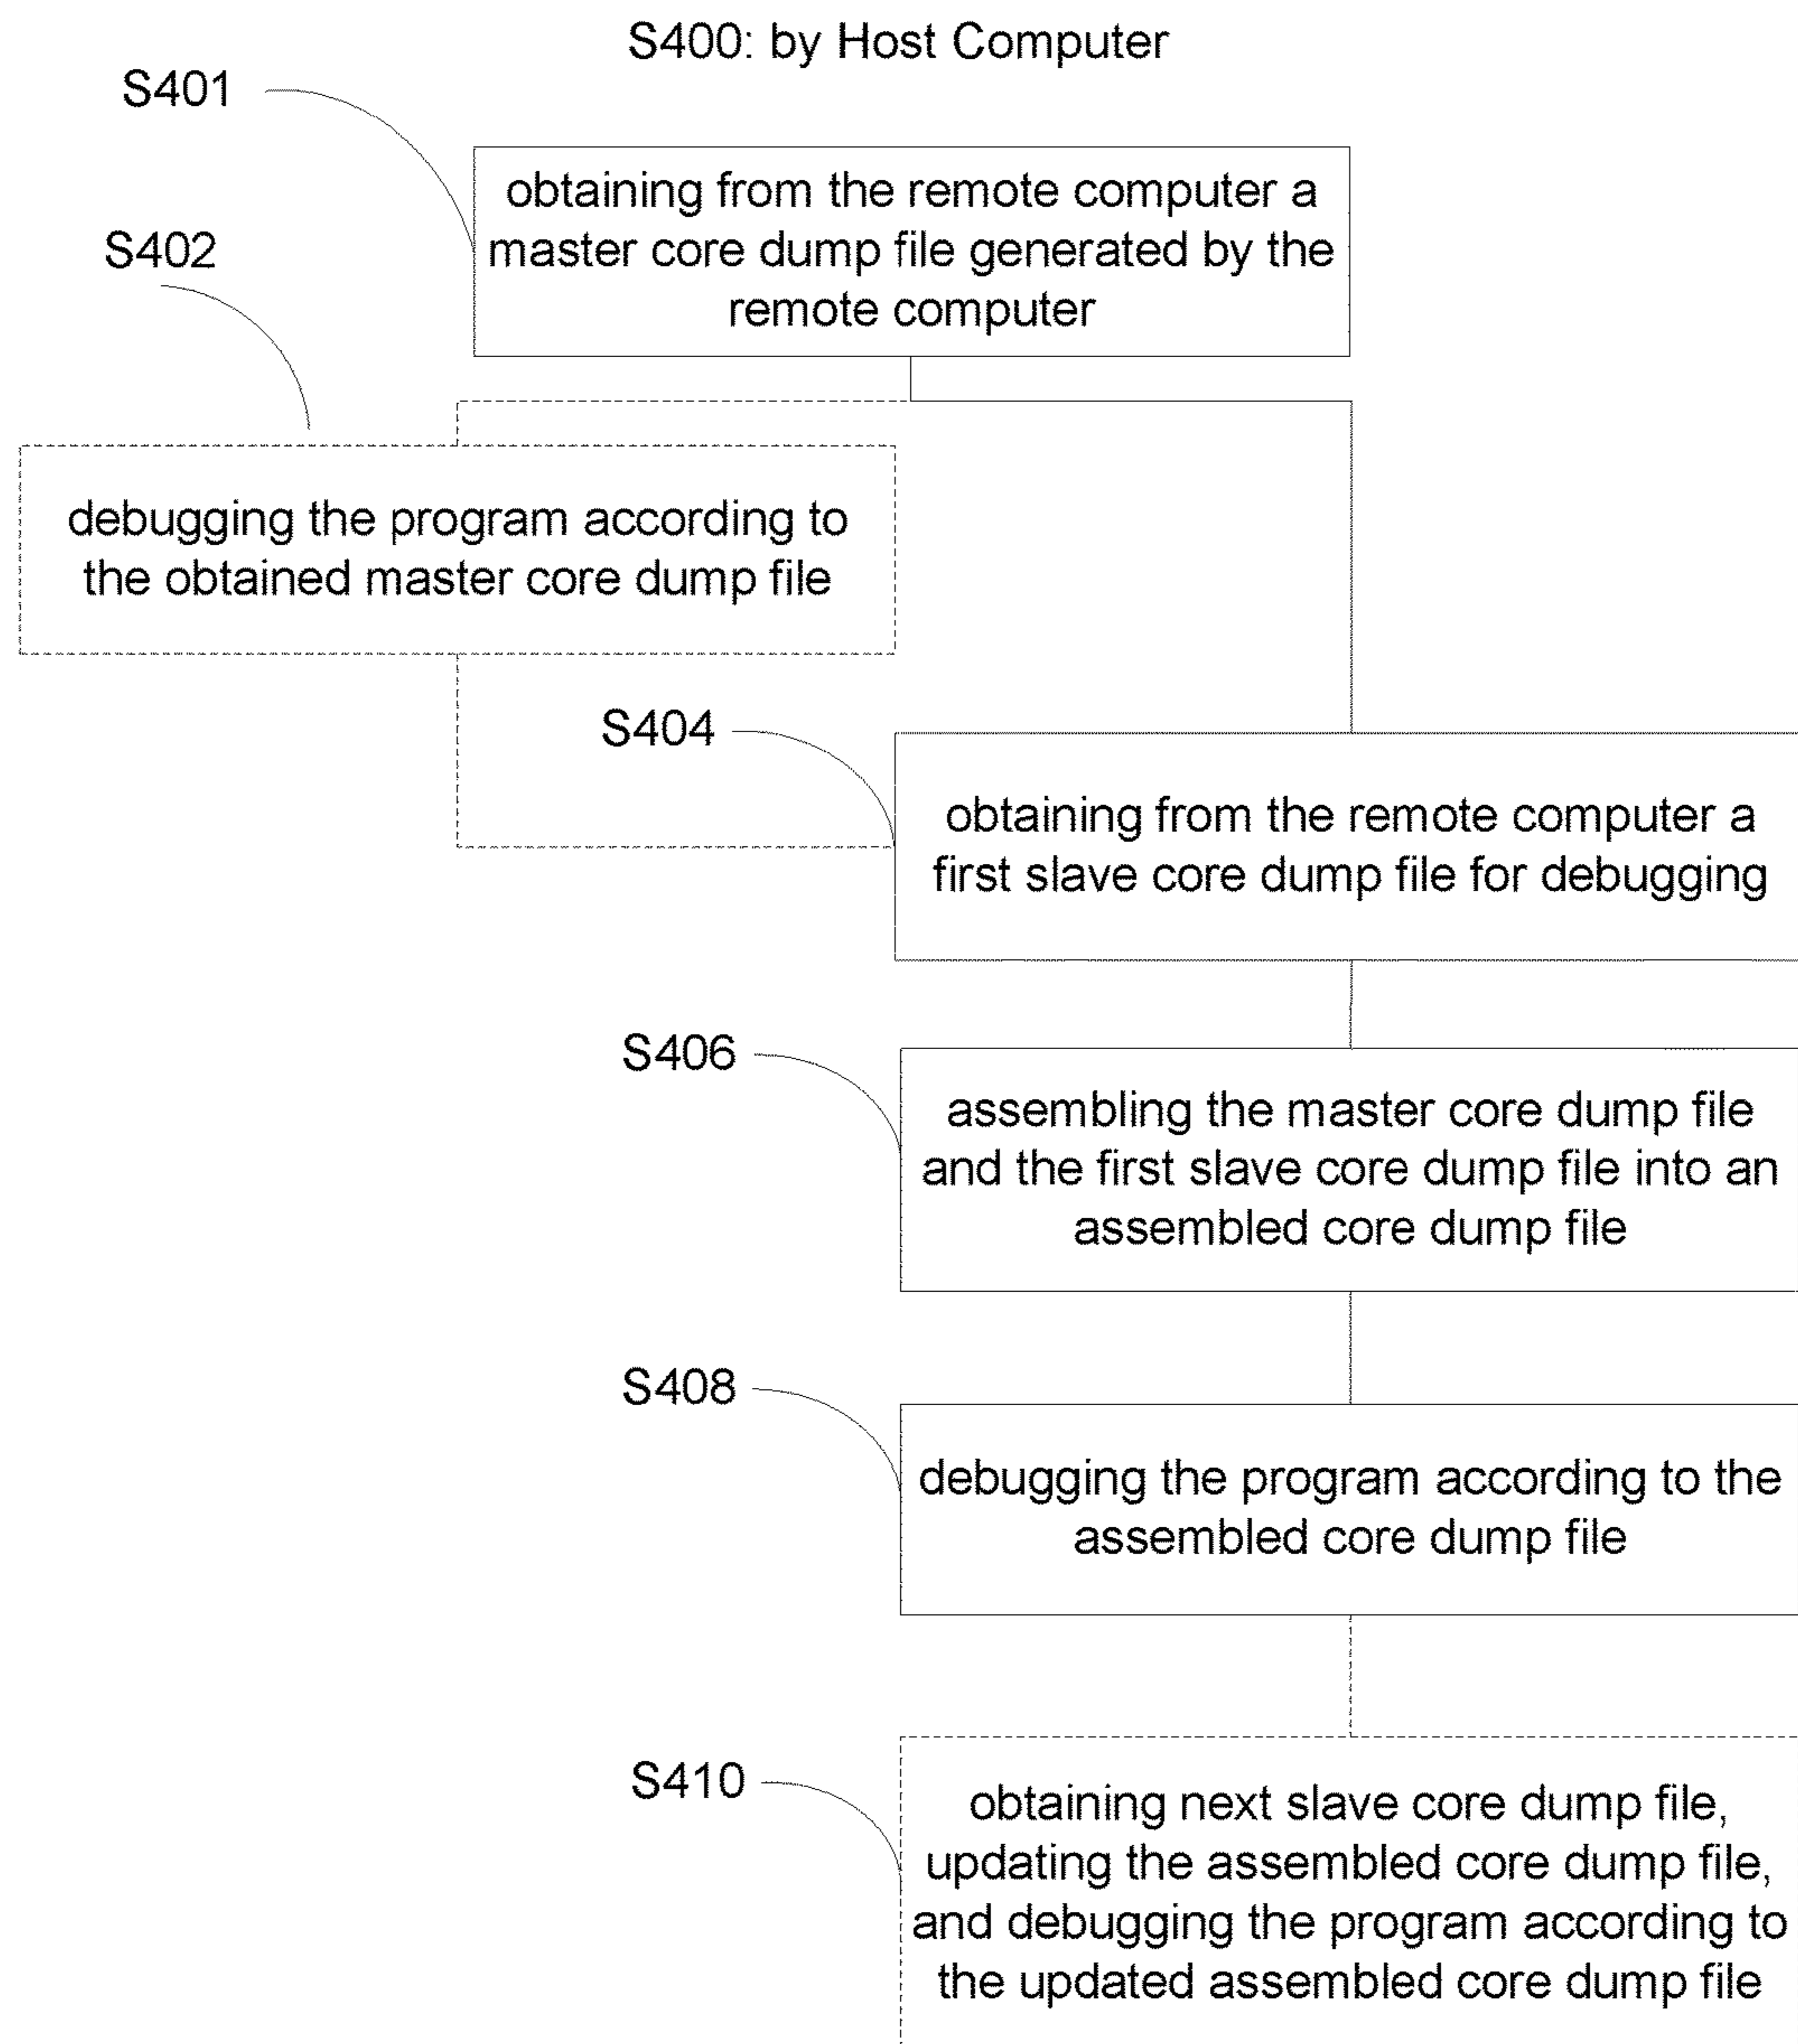 S400: by Host Computer
S401
obtaining from the remote computer a
master core dump file generated by the
remote computer
S402
debugging the program according to
the obtained master core dump file
S404
obtaining from the remote computer a
first slave core dump file for debugging
S406
assembling the master core dump file
and the first slave core dump file into an
assembled core dump file
S408
debugging the program according to the
assembled core dump file
S410
obtaining next slave core dump file,
updating the assembled core dump file,
and debugging the program according to
the updated assembled core dump file